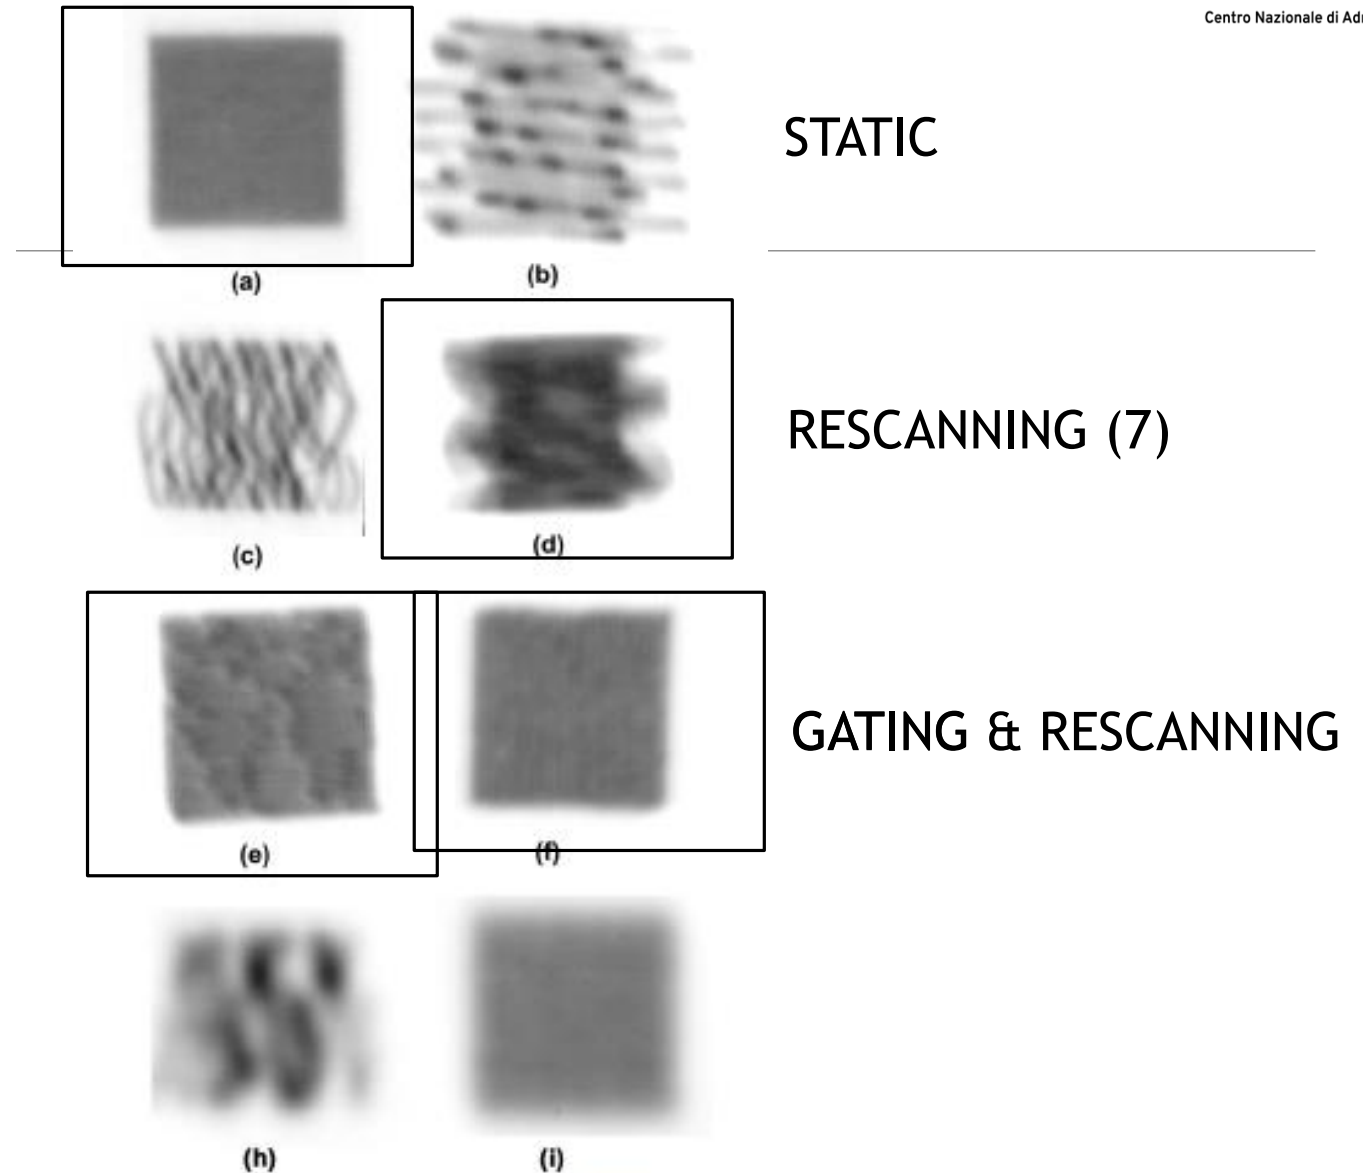 Centro Nazionale di Adr
STATIC
(a)
(b)
RESCANNING (7)
(c)
(d)
GATING & RESCANNING
(e)
(f)
(h)
(i)